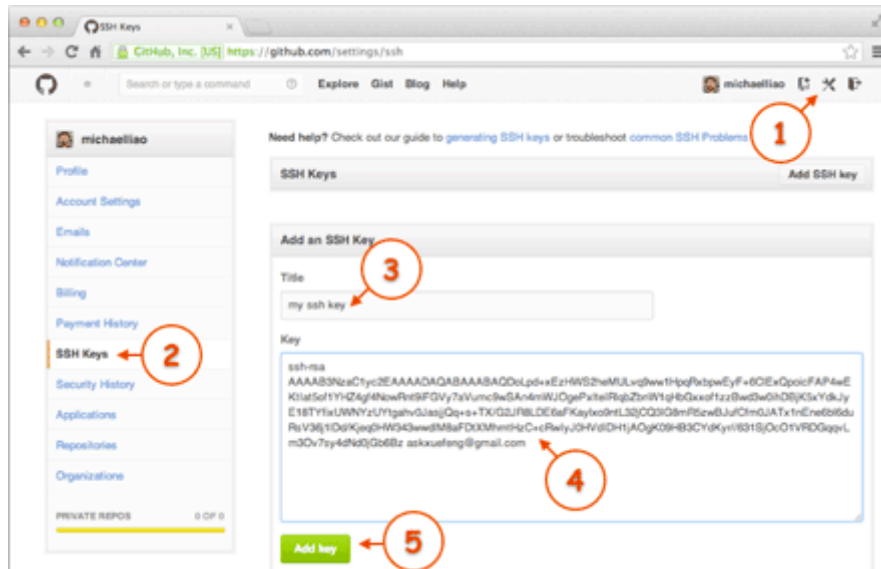 SSH Keys
GitHub, Inc. [US] https://github.com/settings/ssh
Search or type a command
Explore Gist Blog Help
michaelliao
1
michaelliao
Need help? Check out our guide to generating SSH keys or troubleshoot common SSH Problems
Profile
SSH Keys
Add SSH key
Account Settings
Emails
Add an SSH Key
Notification Center
3
Title
Billing
my ssh key
Payment History
Key
SSH Keys
2
ssh-rsa
Security History
Applications
Repositories
askxuefeng@gmail.com
4
Organizations
PRIVATE REPOS 0 OF 0
Add key
5